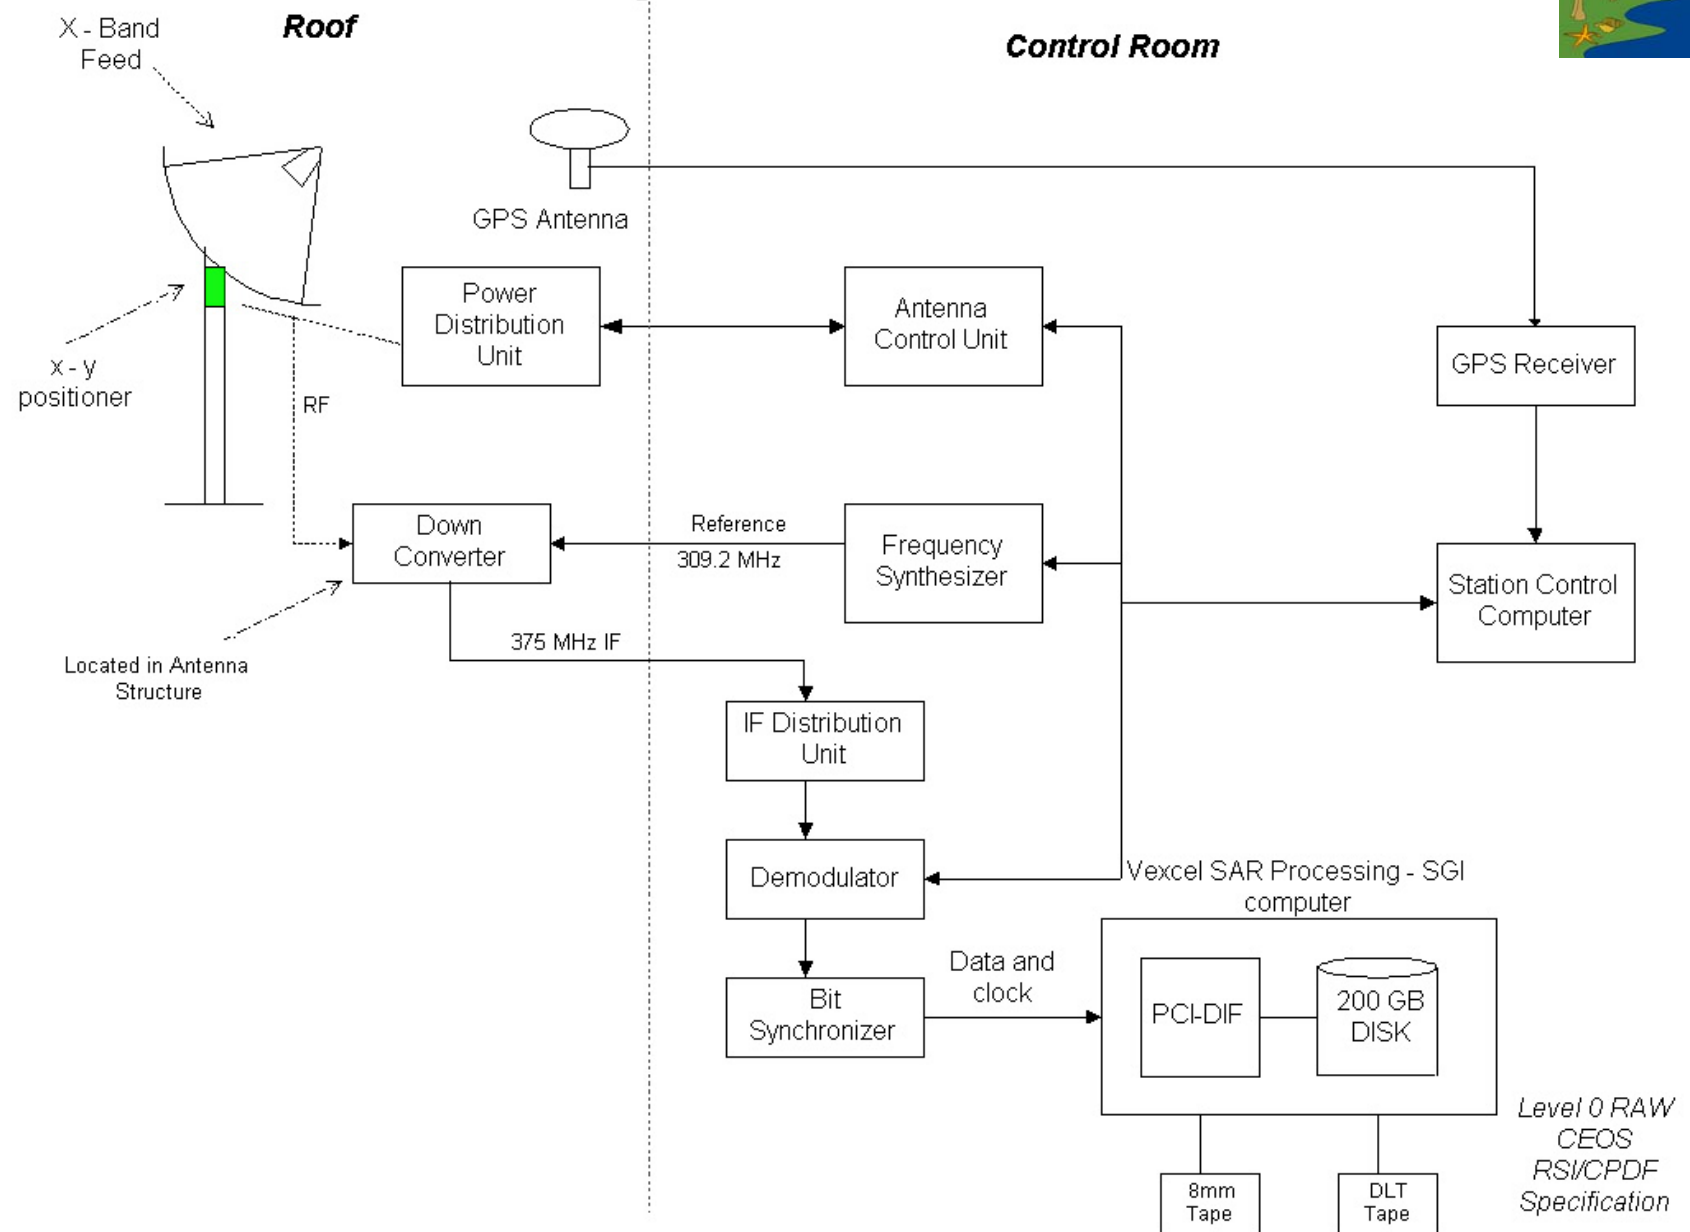 X - Band
Feed
Roof
Control Room
GPS Antenna
Power
Distribution
Unit
Antenna
Control Unit
GPS Receiver
x - y
positioner
RF
Down
Converter
Reference
309.2 MHz
Frequency
Synthesizer
Station Control
Computer
375 MHz IF
Located in Antenna
Structure
IF Distribution
Unit
Demodulator
Vexcel SAR Processing - SGI
computer
Data and
clock
Bit
Synchronizer
PCI-DIF
200 GB
DISK
Level 0 RAW
CEOS
RSI/CPDF
Specification
8mm
Tape
DLT
Tape